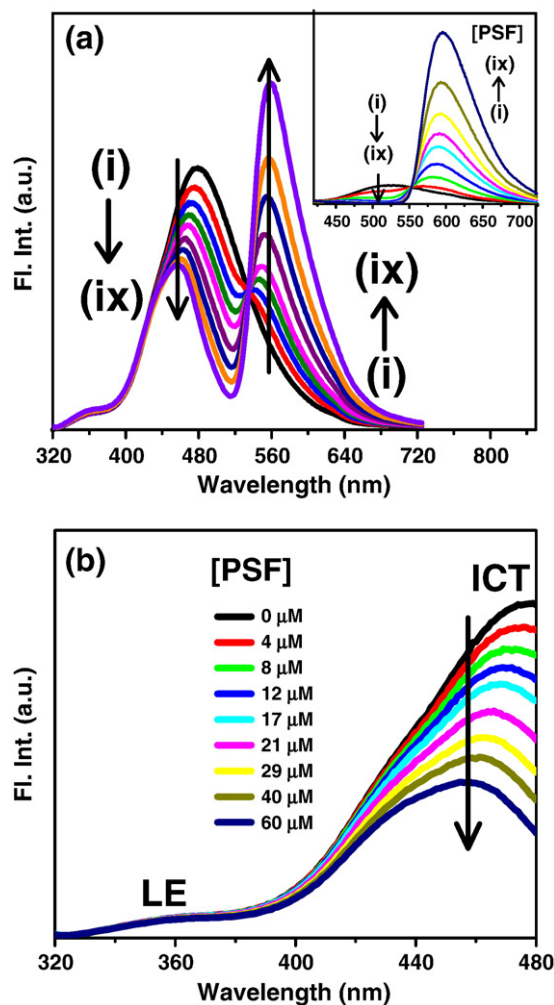 (a)
[PSF]
(ix)
(i)
(i)
(ix)
450 500 550 600 650 700
(i)
(ix)
(ix)
(i)
Fl. Int. (a.u.)
320 400 480 560 640 720 800
Wavelength (nm)
(b)
[PSF]
ICT
0 μM
4 μM
8 μM
12 μM
17 μM
21 μM
29 μM
40 μM
60 μM
LE
Fl. Int. (a.u.)
320 360 400 440 480
Wavelength (nm)